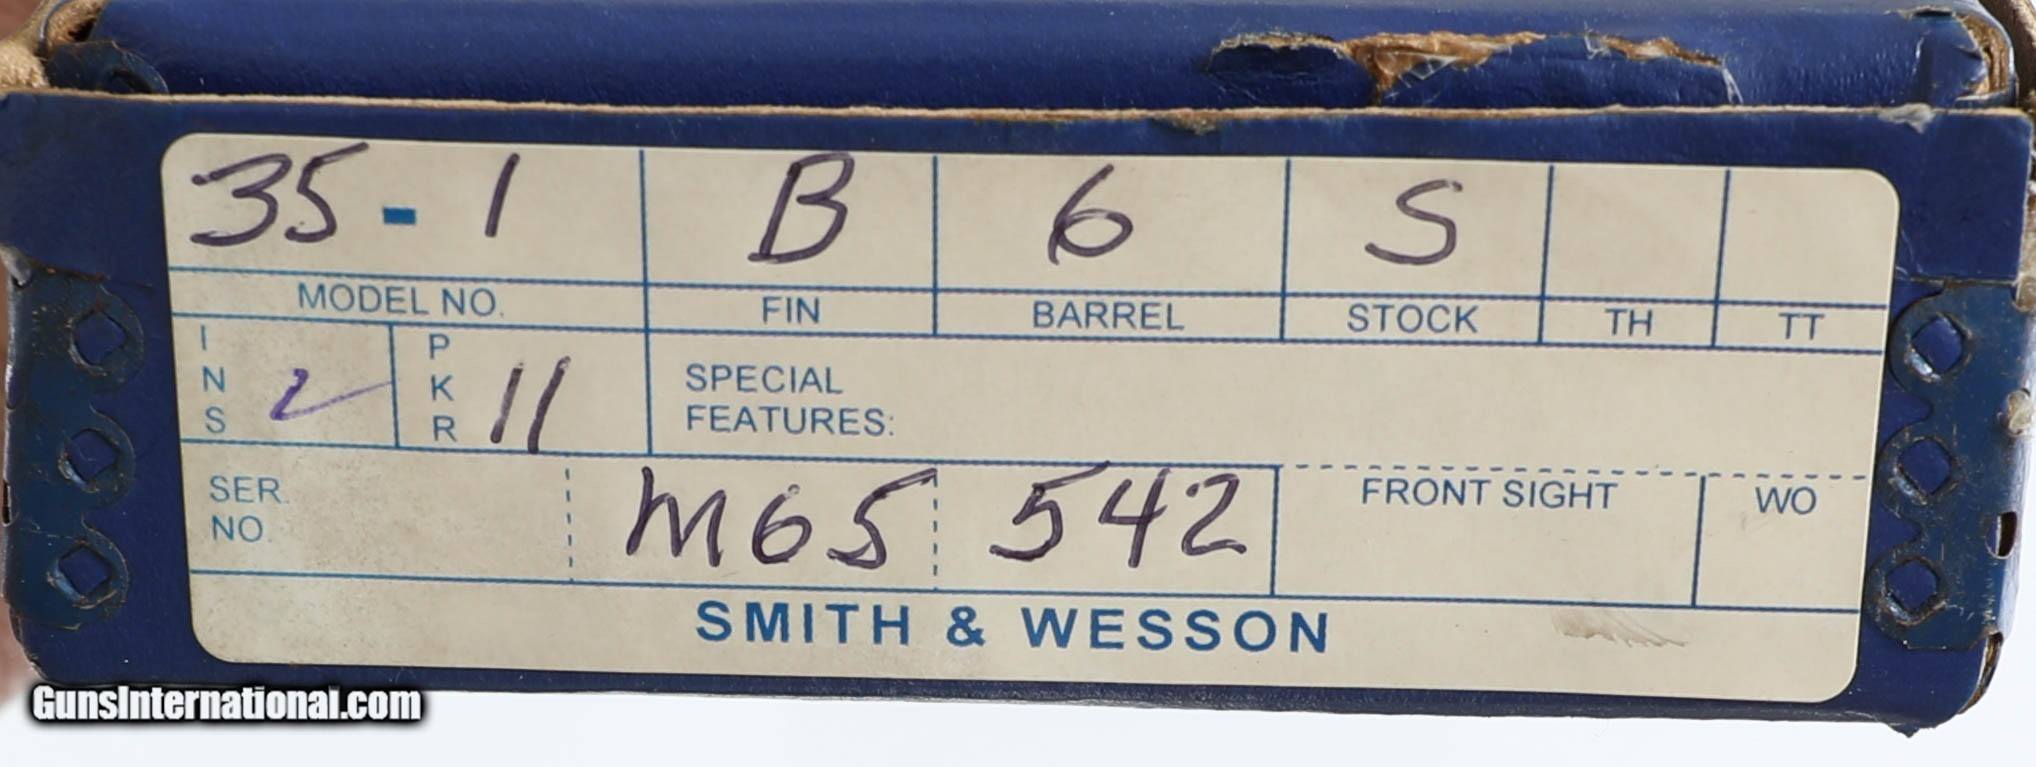 35-1 B 6 S
MODEL NO. FIN BARREL STOCK TH TT
INS 2 PKR 11 SPECIAL
FEATURES:
SER. M65 542 FRONT SIGHT WO
NO.
SMITH & WESSON
GunsInternational.com